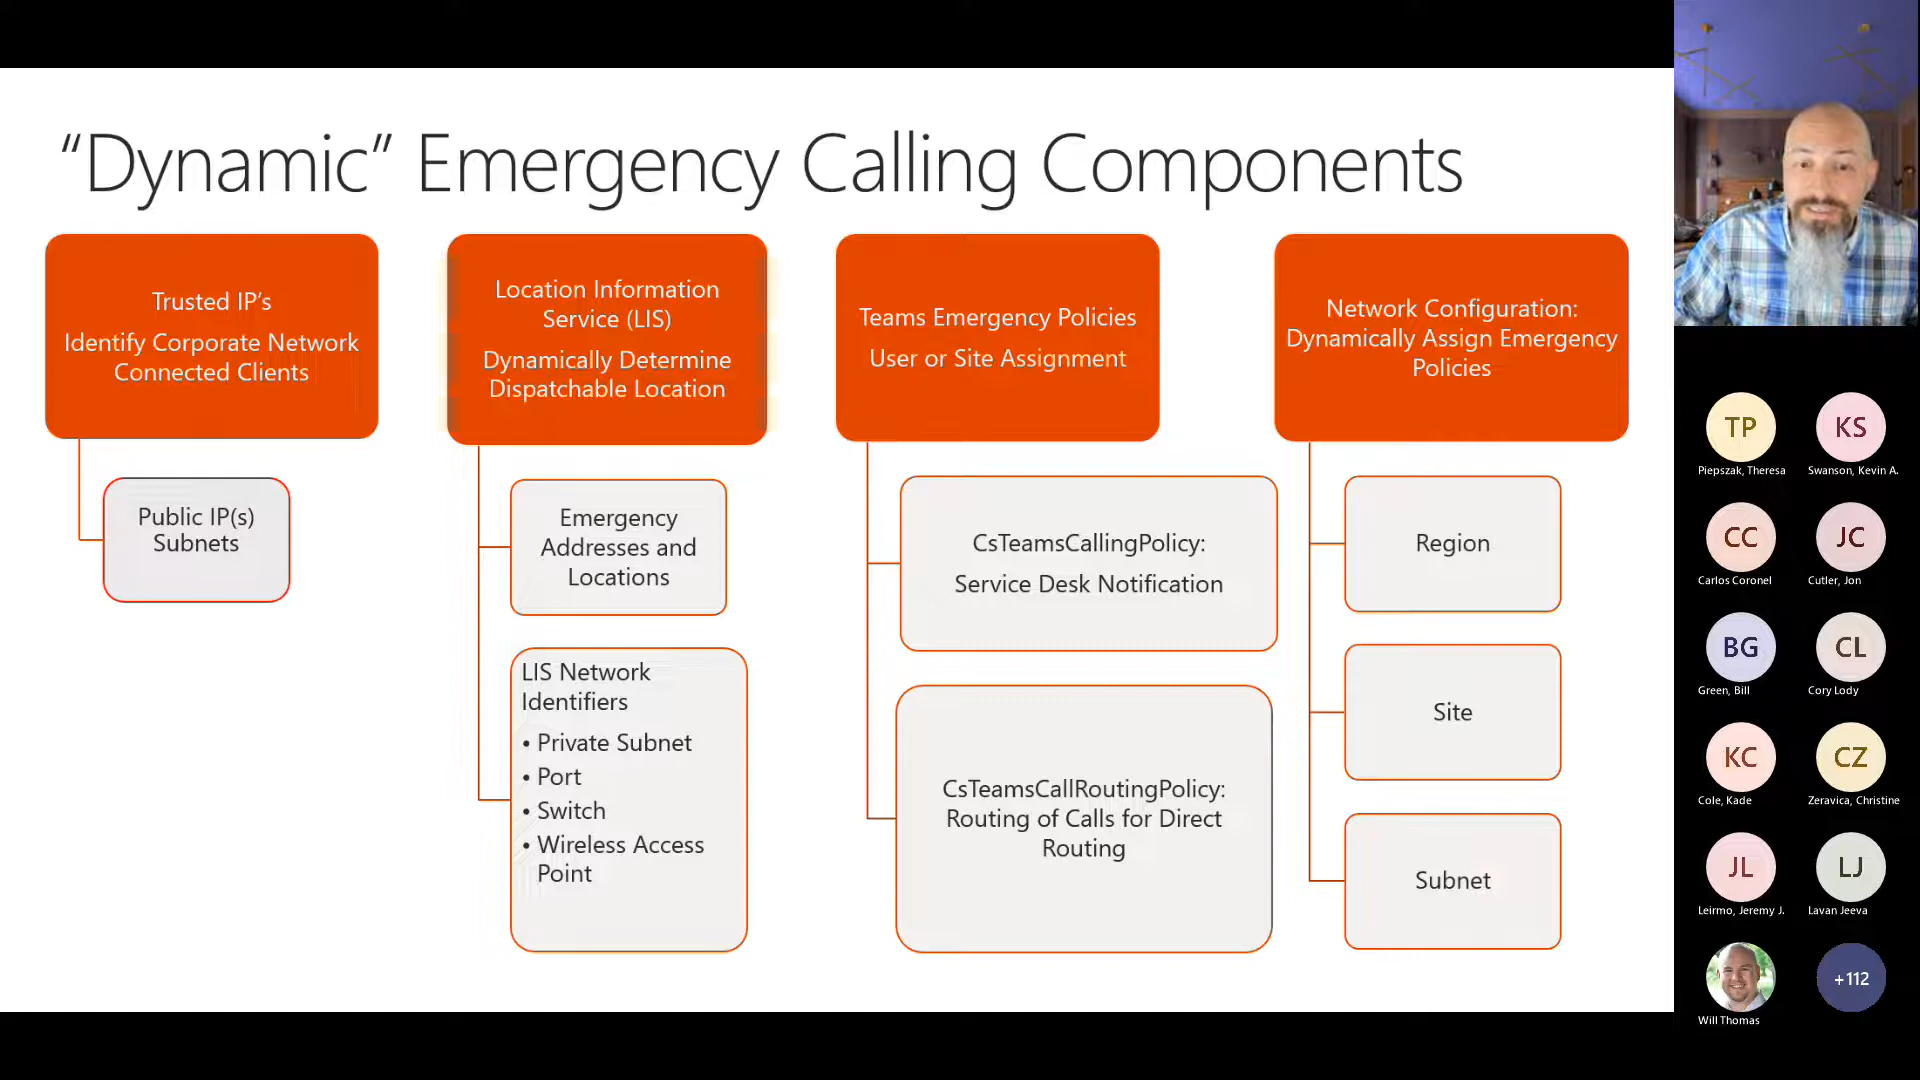 “Dynamic” Emergency Calling Components
Trusted IP’s
Identify Corporate Network
Connected Clients
Public IP(s)
Subnets
Location Information
Service (LIS)
Dynamically Determine
Dispatchable Location
Emergency
Addresses and
Locations
LIS Network
Identifiers
• Private Subnet
• Port
• Switch
• Wireless Access
Point
Teams Emergency Policies
User or Site Assignment
CsTeamsCallingPolicy:
Service Desk Notification
CsTeamsCallRoutingPolicy:
Routing of Calls for Direct
Routing
Network Configuration:
Dynamically Assign Emergency
Policies
Region
Site
Subnet
TP
Piepszak, Theresa
KS
Swanson, Kevin A.
CC
Carlos Coronel
JC
Cutler, Jon
BG
Green, Bill
CL
Cory Lody
KC
Cole, Kade
CZ
Zeravica, Christine
JL
Leirmo, Jeremy J.
LJ
Lavan Jeeva
Will Thomas
+112